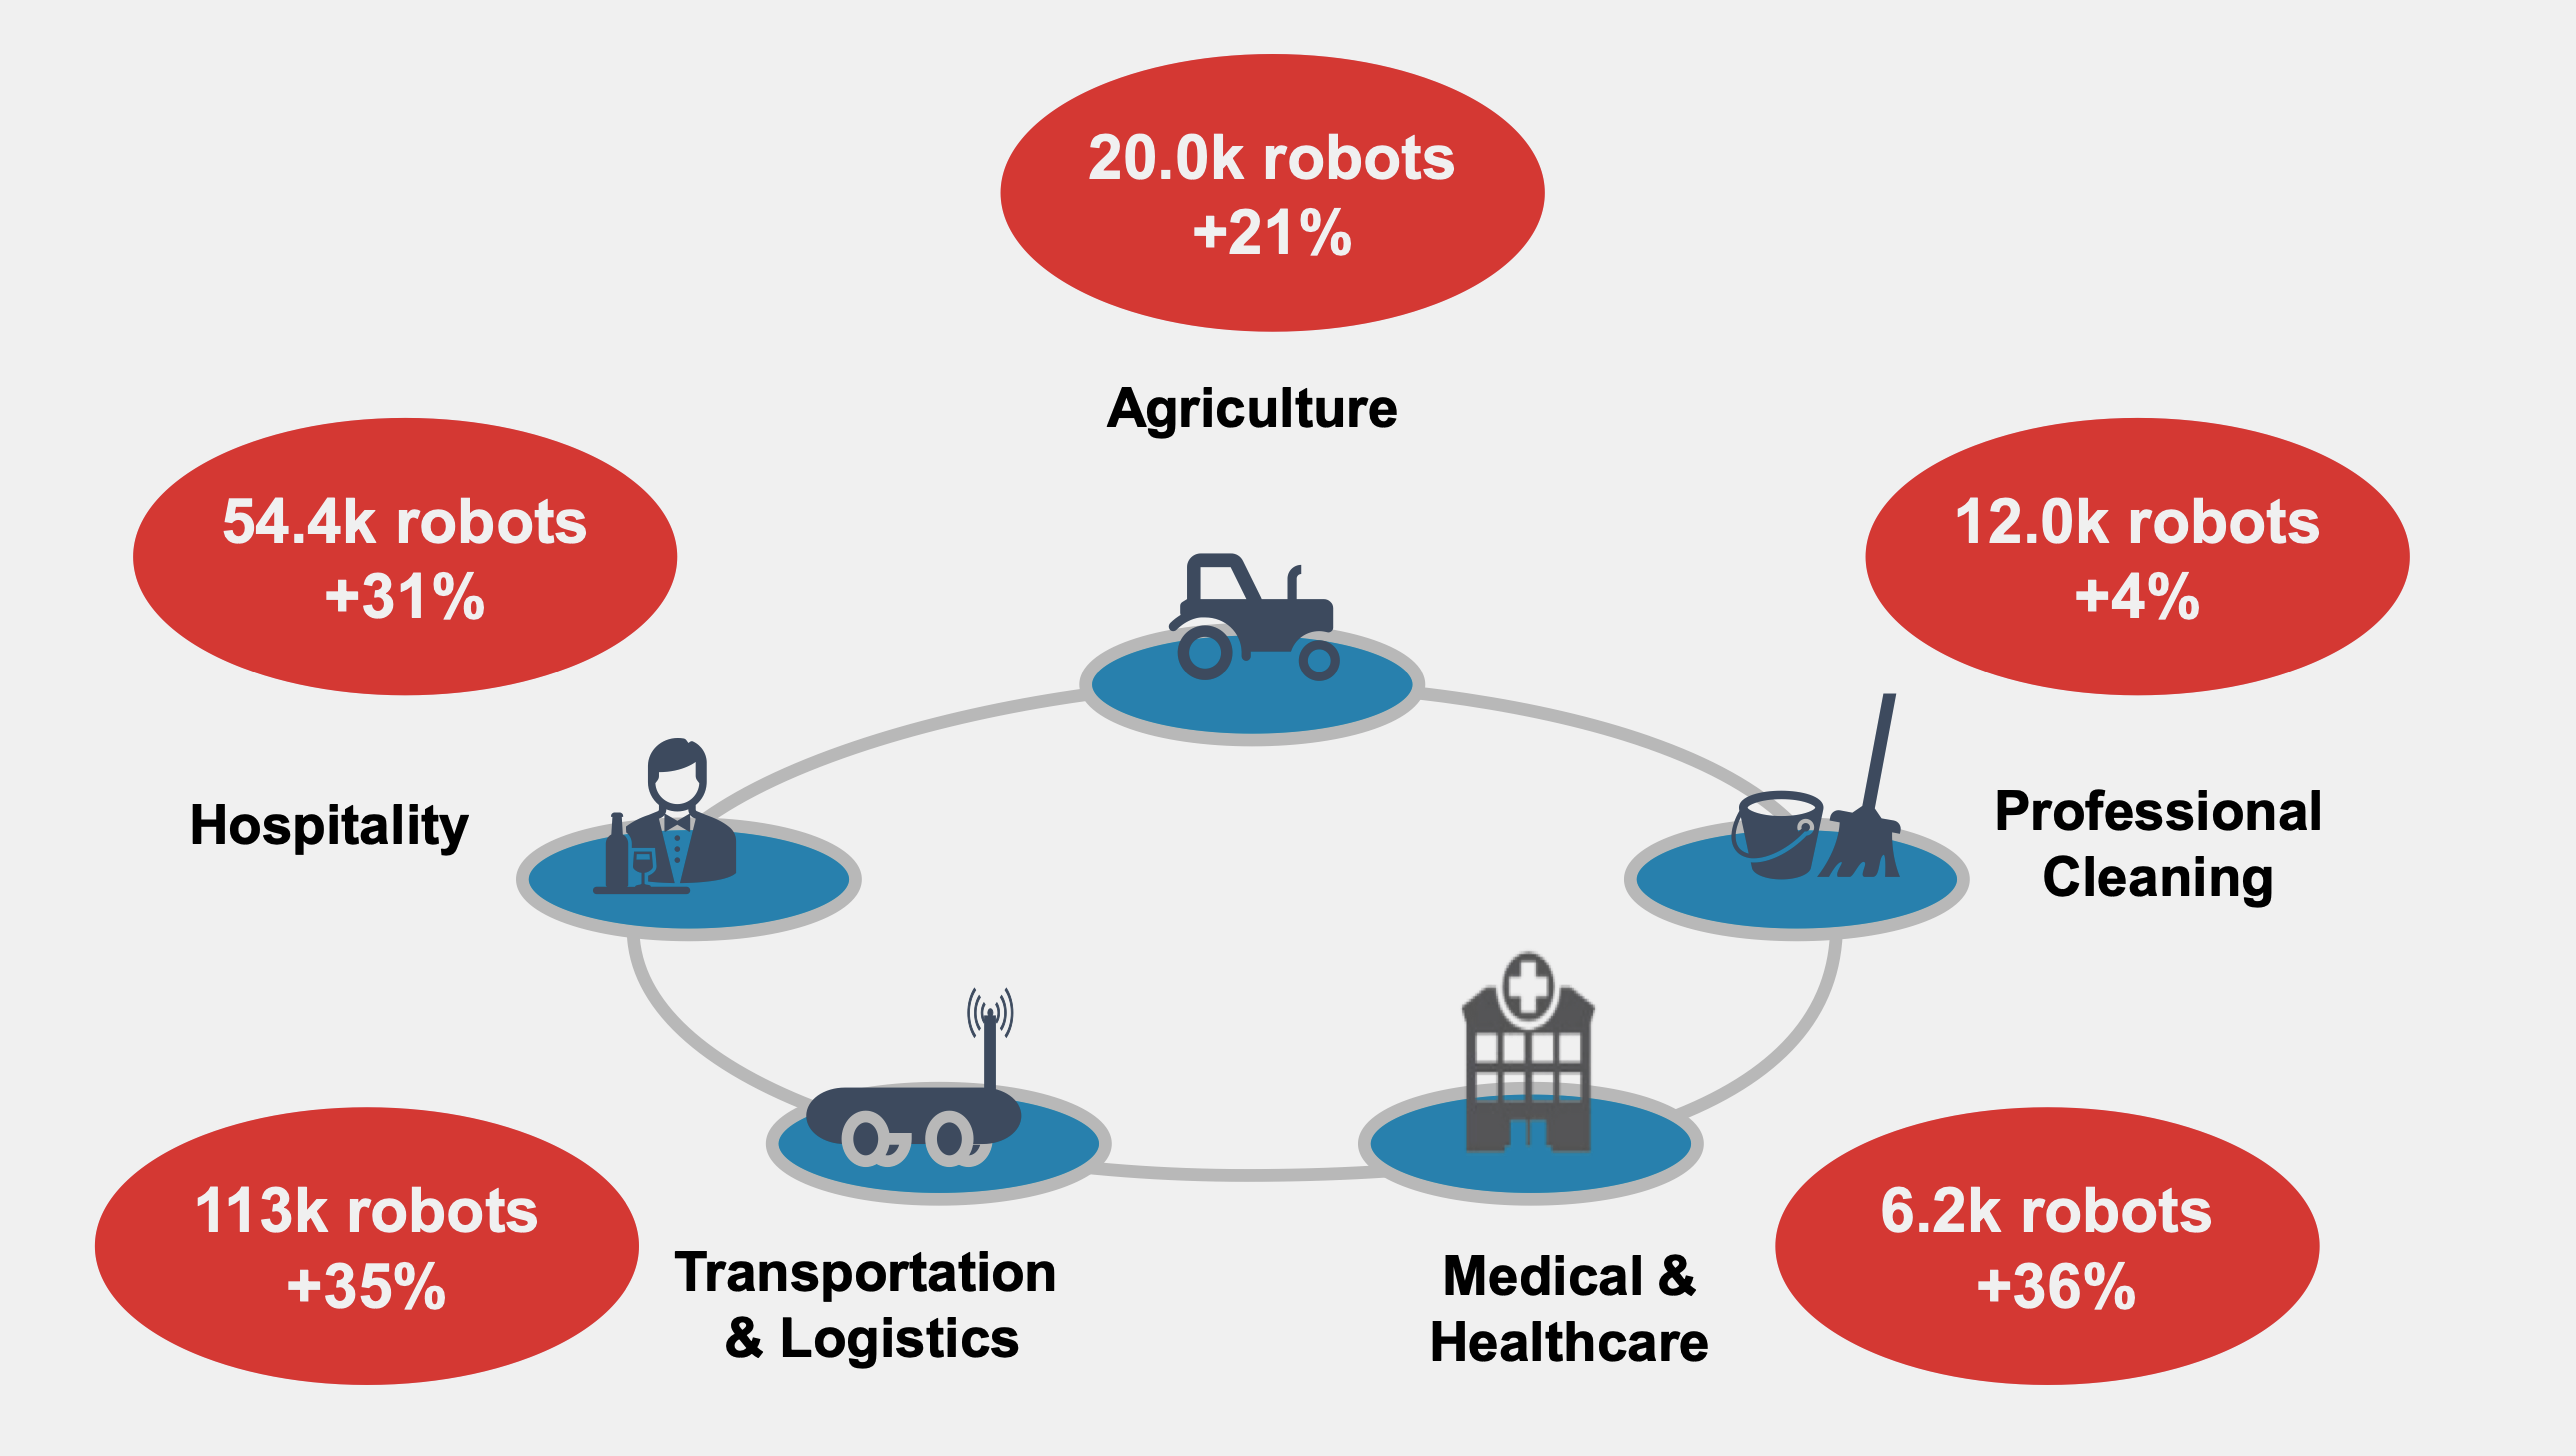 20.0k robots
+21%
Agriculture
54.4k robots
+31%
Hospitality
12.0k robots
+4%
Professional
Cleaning
113k robots
+35%
Transportation
& Logistics
Medical &
Healthcare
6.2k robots
+36%